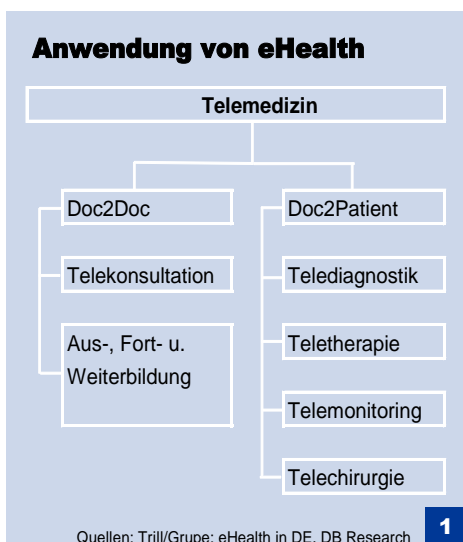 Anwendung von eHealth
Telemedizin
Doc2Doc
Telekonsultation
Aus-, Fort- u.
Weiterbildung
Doc2Patient
Telediagnostik
Teletherapie
Telemonitoring
Telechirurgie
Quellen: Trill/Grupe: eHealth in DE, DB Research
1